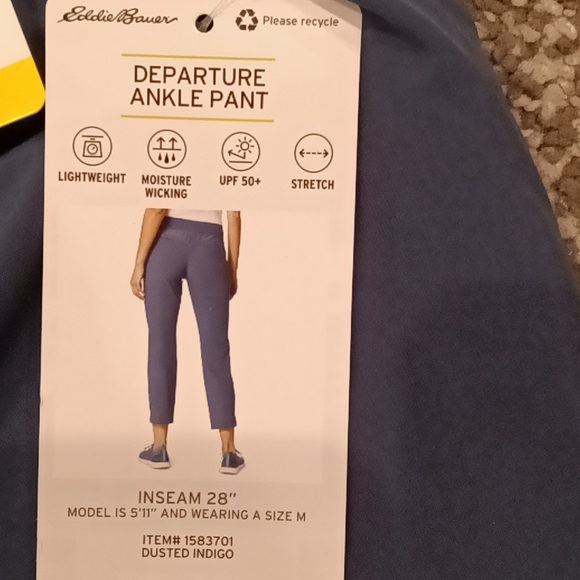 Eddie Bauer
Please recycle
DEPARTURE
ANKLE PANT
LIGHTWEIGHT
MOISTURE
WICKING
UPF 50+
STRETCH
INSEAM 28"
MODEL IS 5'11" AND WEARING A SIZE M
ITEM# 1583701
DUSTED INDIGO